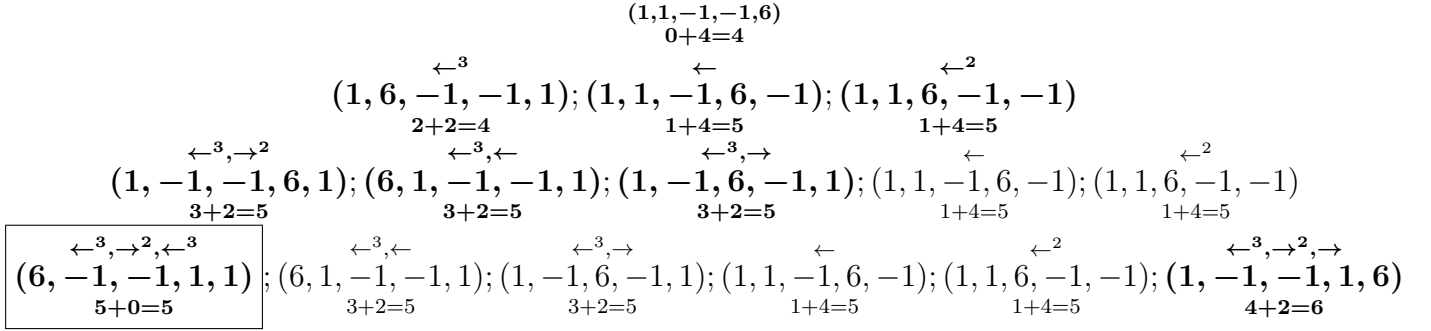 (1,1,−1,−1,6)
0+4=4
←³ ← ←²
(1, 6, −1, −1, 1); (1, 1, −1, 6, −1); (1, 1, 6, −1, −1)
2+2=4 1+4=5 1+4=5
←³,→² ←³,← ←³,→ ← ←²
(1, −1, −1, 6, 1); (6, 1, −1, −1, 1); (1, −1, 6, −1, 1); (1, 1, −1, 6, −1); (1, 1, 6, −1, −1)
3+2=5 3+2=5 3+2=5 1+4=5 1+4=5
←³,→²,←³ ←³,← ←³,→ ← ←² ←³,→²,→
(6, −1, −1, 1, 1); (6, 1, −1, −1, 1); (1, −1, 6, −1, 1); (1, 1, −1, 6, −1); (1, 1, 6, −1, −1); (1, −1, −1, 1, 6)
5+0=5 3+2=5 3+2=5 1+4=5 1+4=5 4+2=6